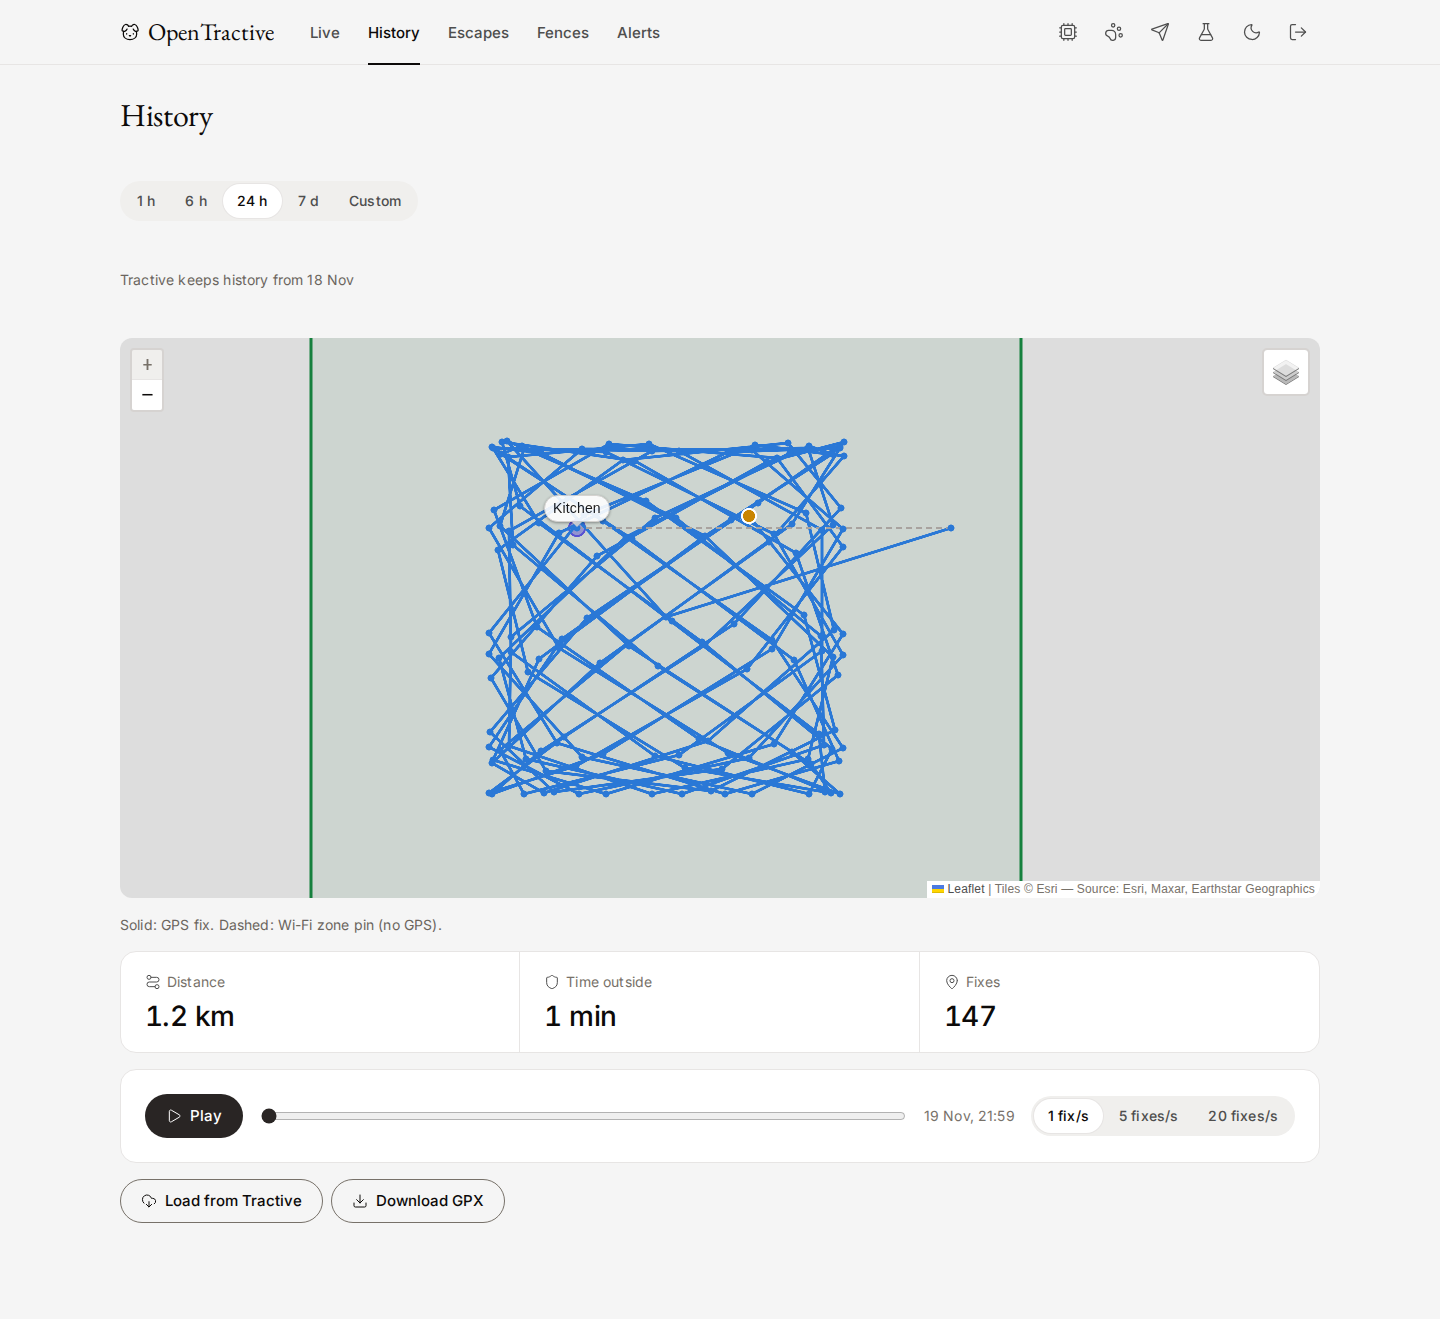 OpenTractive Live History Escapes Fences Alerts
History
1 h 6 h 24 h 7 d Custom
Tractive keeps history from 18 Nov
+
−
Kitchen
Leaflet | Tiles © Esri — Source: Esri, Maxar, Earthstar Geographics
Solid: GPS fix. Dashed: Wi-Fi zone pin (no GPS).
Distance Time outside Fixes
1.2 km 1 min 147
Play 19 Nov, 21:59 1 fix/s 5 fixes/s 20 fixes/s
Load from Tractive Download GPX